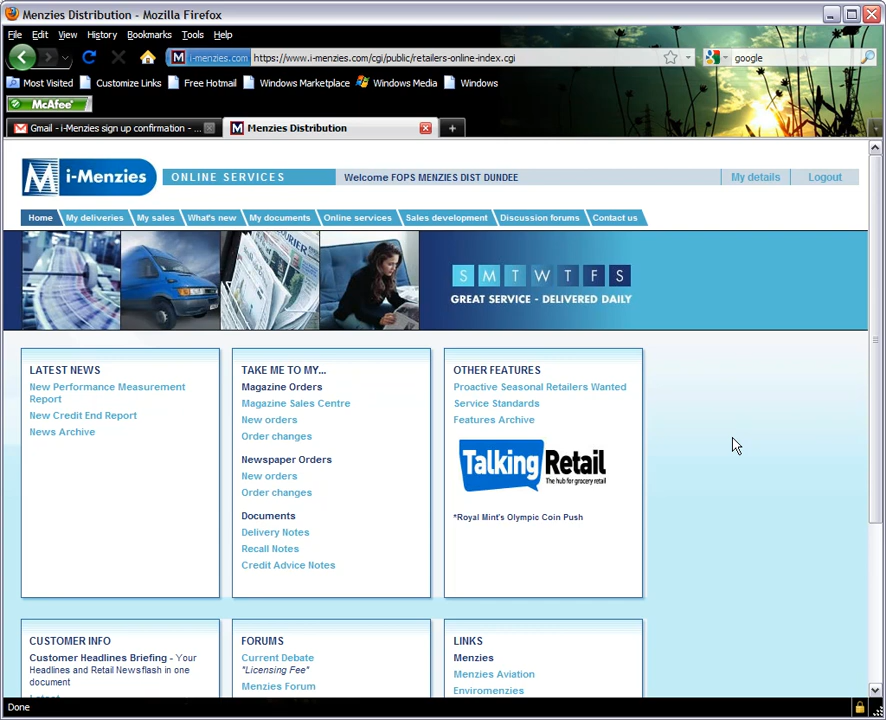 Menzies Distribution - Mozilla Firefox
File Edit View History Bookmarks Tools Help
i-menzies.com https://www.i-menzies.com/cgi/public/retailers-online-index.cgi google
Most Visited Customize Links Free Hotmail Windows Marketplace Windows Media Windows
McAfee
Gmail - i-Menzies sign up confirmation - ... Menzies Distribution
i-Menzies ONLINE SERVICES Welcome FOPS MENZIES DIST DUNDEE My details Logout
Home My deliveries My sales What's new My documents Online services Sales development Discussion forums Contact us
COURIER
S M T W T F S
GREAT SERVICE - DELIVERED DAILY
LATEST NEWS
New Performance Measurement
Report
New Credit End Report
News Archive
TAKE ME TO MY...
Magazine Orders
Magazine Sales Centre
New orders
Order changes
Newspaper Orders
New orders
Order changes
Documents
Delivery Notes
Recall Notes
Credit Advice Notes
OTHER FEATURES
Proactive Seasonal Retailers Wanted
Service Standards
Features Archive
Talking Retail
The hub for grocery retail
*Royal Mint's Olympic Coin Push
CUSTOMER INFO
Customer Headlines Briefing - Your
Headlines and Retail Newsflash in one
document
FORUMS
Current Debate
"Licensing Fee"
Menzies Forum
LINKS
Menzies
Menzies Aviation
Enviromenzies
Done